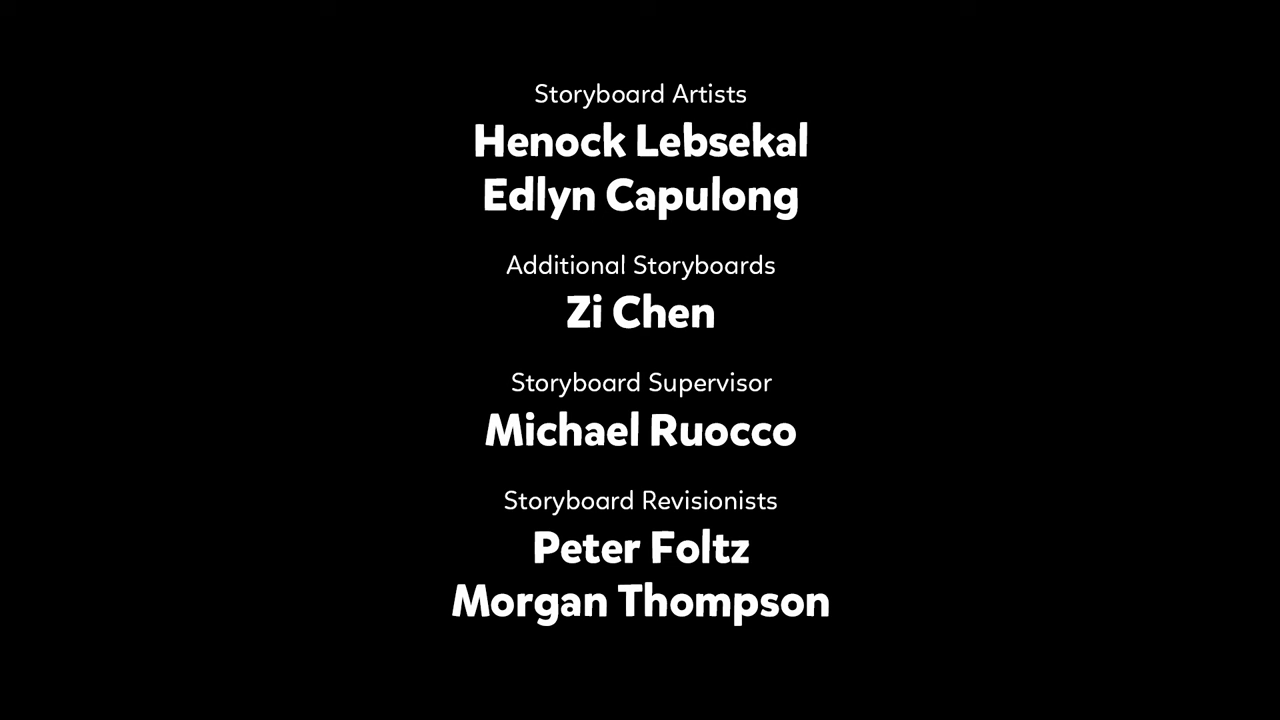 Storyboard Artists
Henock Lebsekal
Edlyn Capulong
Additional Storyboards
Zi Chen
Storyboard Supervisor
Michael Ruocco
Storyboard Revisionists
Peter Foltz
Morgan Thompson